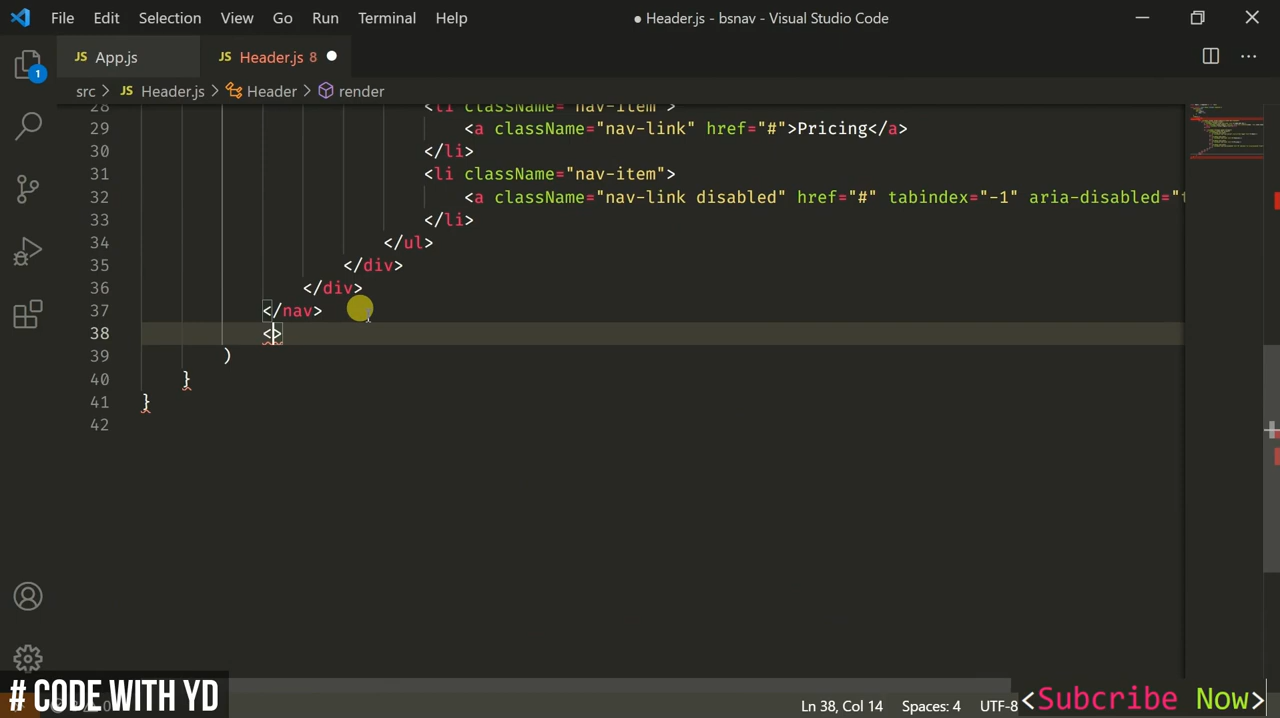 File Edit Selection View Go Run Terminal Help ● Header.js - bsnav - Visual Studio Code
JS App.js JS Header.js 8
1
src > JS Header.js > Header > render
28 <li className="nav-item">
29 <a className="nav-link" href="#">Pricing</a>
30 </li>
31 <li className="nav-item">
32 <a className="nav-link disabled" href="#" tabindex="-1" aria-disabled="t
33 </li>
34 </ul>
35 </div>
36 </div>
37 </nav>
38 <>
39 )
40 }
41 }
42
# CODE WITH YD
Ln 38, Col 14 Spaces: 4 UTF-8
<Subcribe Now>